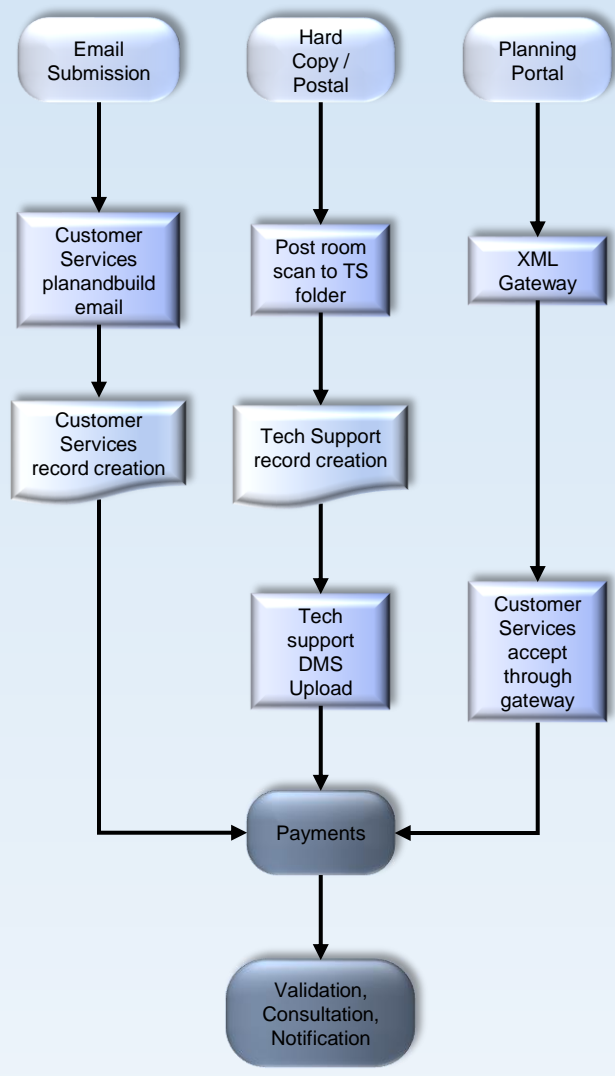 Email
Submission
Hard
Copy /
Postal
Planning
Portal
Customer
Services
planandbuild
email
Post room
scan to TS
folder
XML
Gateway
Customer
Services
record creation
Tech Support
record creation
Tech
support
DMS
Upload
Customer
Services
accept
through
gateway
Payments
Validation,
Consultation,
Notification